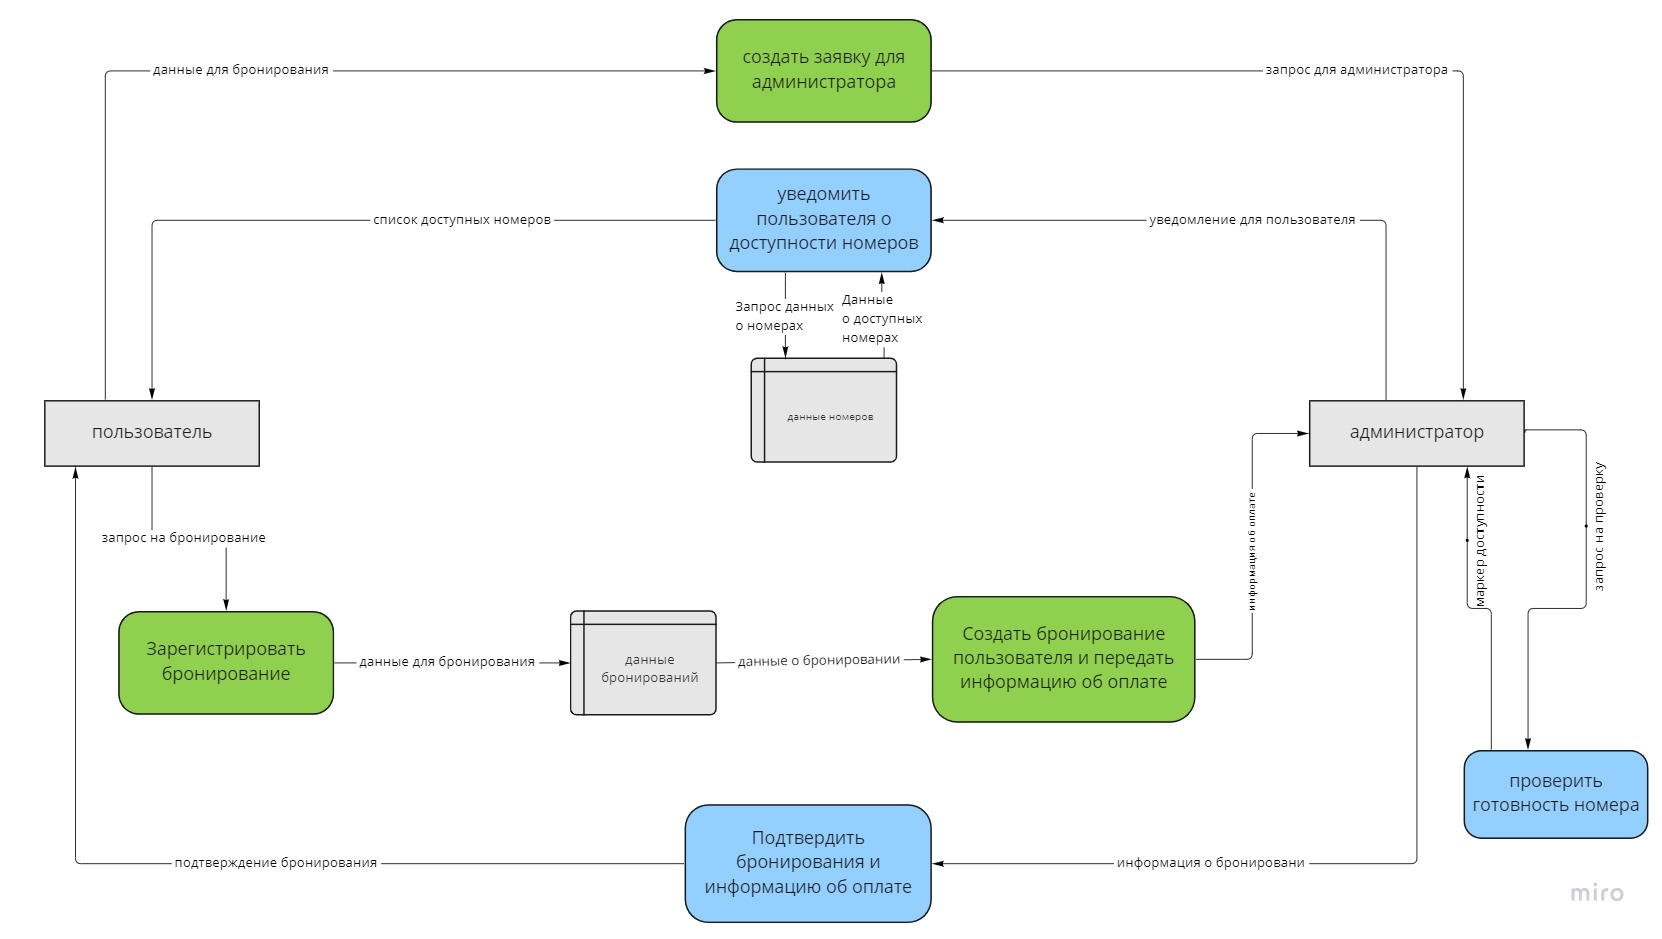 создать заявку для
администратора
данные для бронирования
запрос для администратора
уведомить
пользователя о
доступности номеров
список доступных номеров
уведомление для пользователя
Запрос данных
о номерах
Данные
о доступных
номерах
данные номеров
пользователь
администратор
маркер доступности
запрос на проверку
информация об оплате
запрос на бронирование
Зарегистрировать
бронирование
данные для бронирования
данные
бронирований
данные о бронировании
Создать бронирование
пользователя и передать
информацию об оплате
проверить
готовность номера
Подтвердить
бронирования и
информацию об оплате
подтверждение бронирования
информация о бронировани
miro